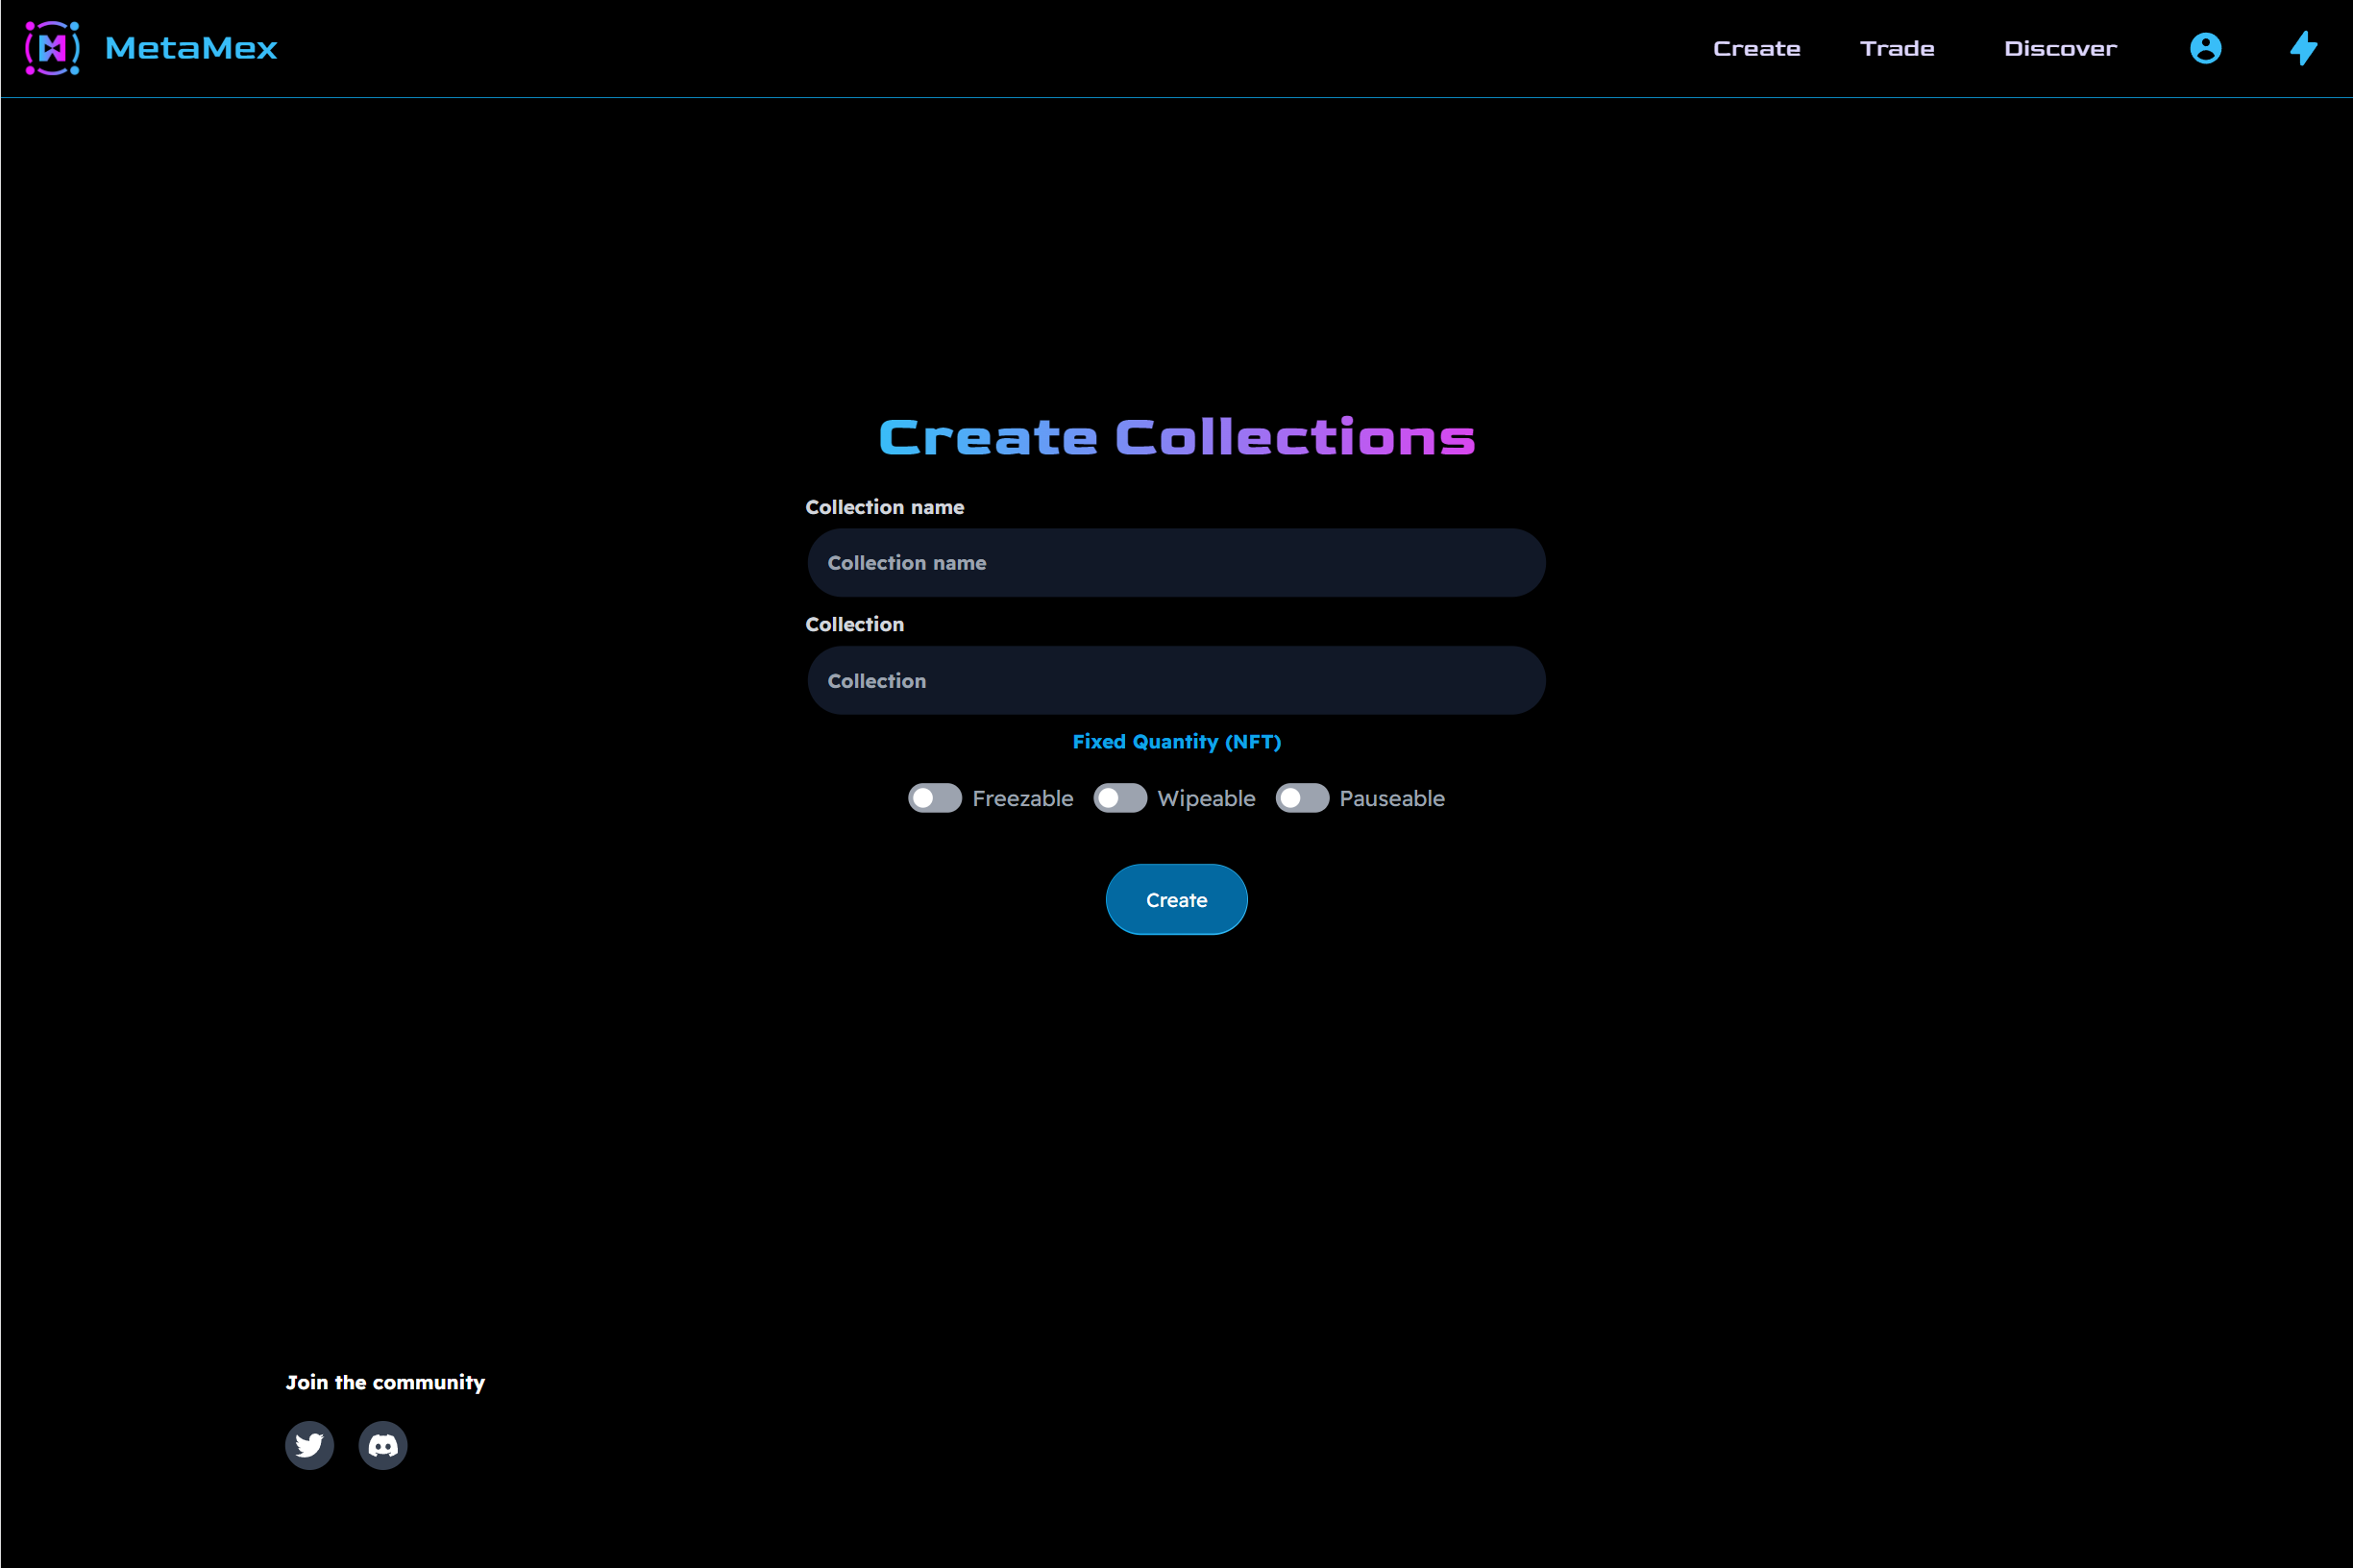 MetaMex
Create Trade Discover
Create Collections
Collection name
Collection name
Collection
Collection
Fixed Quantity (NFT)
Freezable Wipeable Pauseable
Create
Join the community